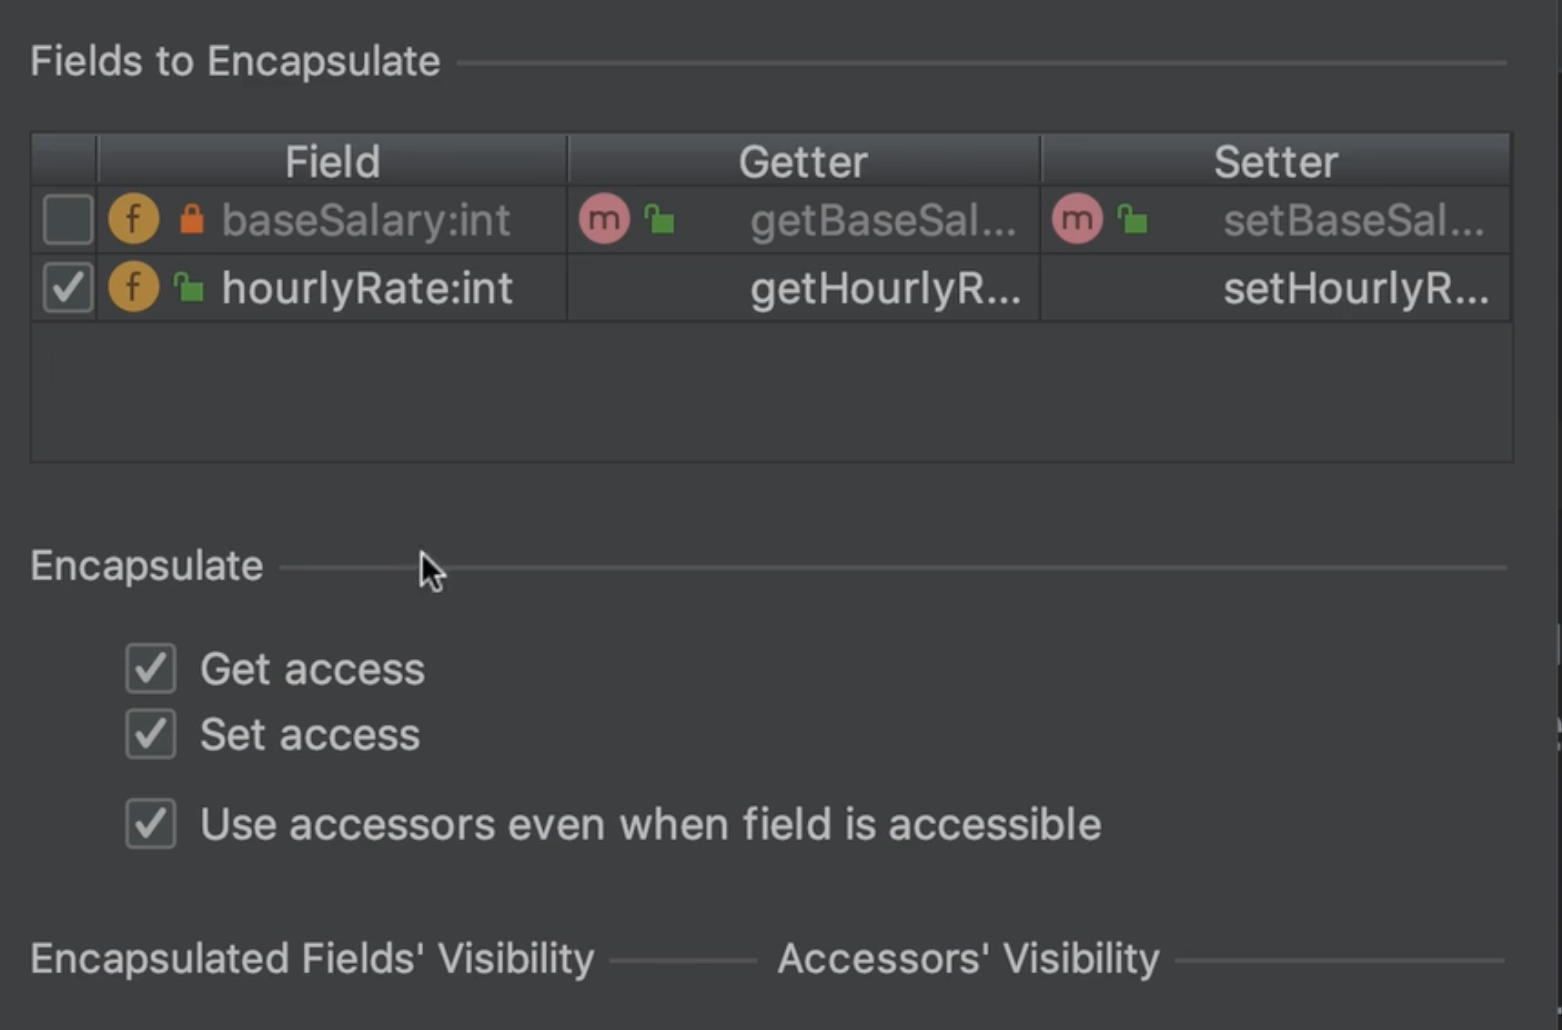 Fields to Encapsulate
Field Getter Setter
f baseSalary:int m getBaseSal... m setBaseSal...
f hourlyRate:int getHourlyR... setHourlyR...
Encapsulate
Get access
Set access
Use accessors even when field is accessible
Encapsulated Fields' Visibility Accessors' Visibility